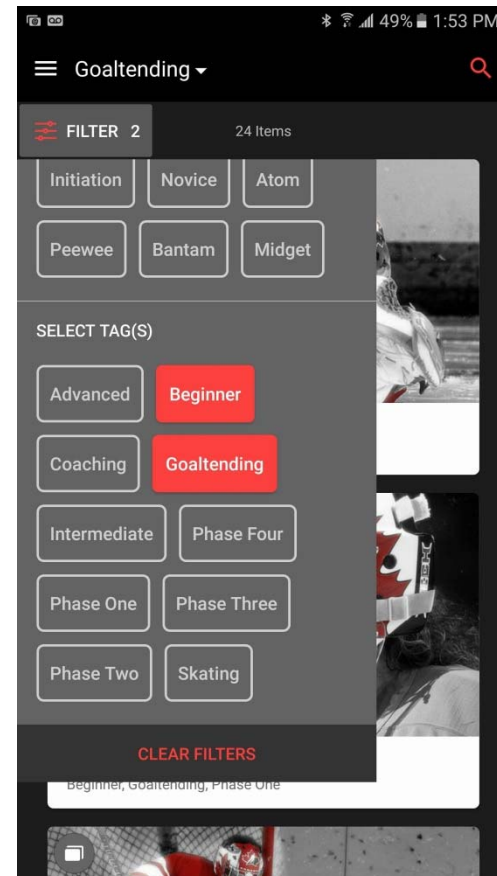 49% 1:53 PM
Goaltending
FILTER 2
24 Items
Initiation
Novice
Atom
Peewee
Bantam
Midget
SELECT TAG(S)
Advanced
Beginner
Coaching
Goaltending
Intermediate
Phase Four
Phase One
Phase Three
Phase Two
Skating
CLEAR FILTERS
Beginner, Goaltending, Phase One